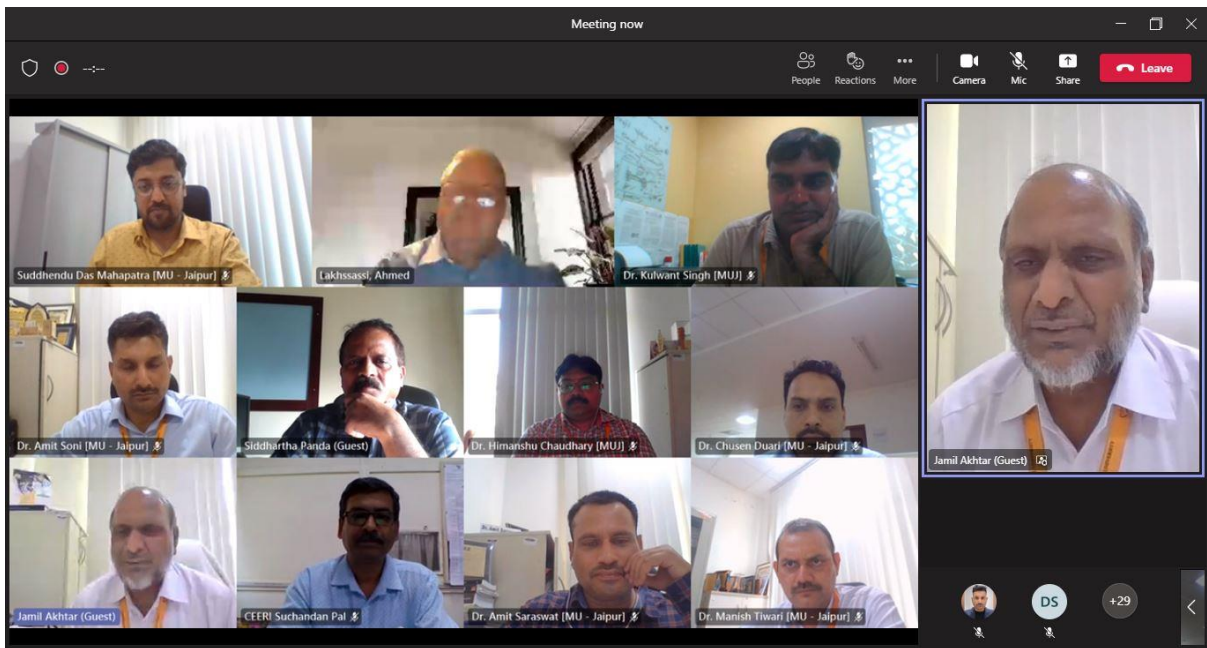 Meeting now
--:--
People
Reactions
More
Camera
Mic
Share
Leave
Suddhendu Das Mahapatra [MU - Jaipur]
Lakhssassi, Ahmed
Dr. Kulwant Singh [MUJ]
Dr. Amit Soni [MU - Jaipur]
Siddhartha Panda (Guest)
Dr. Himanshu Chaudhary [MUJ]
Dr. Chusen Duari [MU - Jaipur]
Jamil Akhtar (Guest)
Jamil Akhtar (Guest)
CEERI Suchandan Pal
Dr. Amit Saraswat [MU - Jaipur]
Dr. Manish Tiwari [MU - Jaipur]
DS
+29